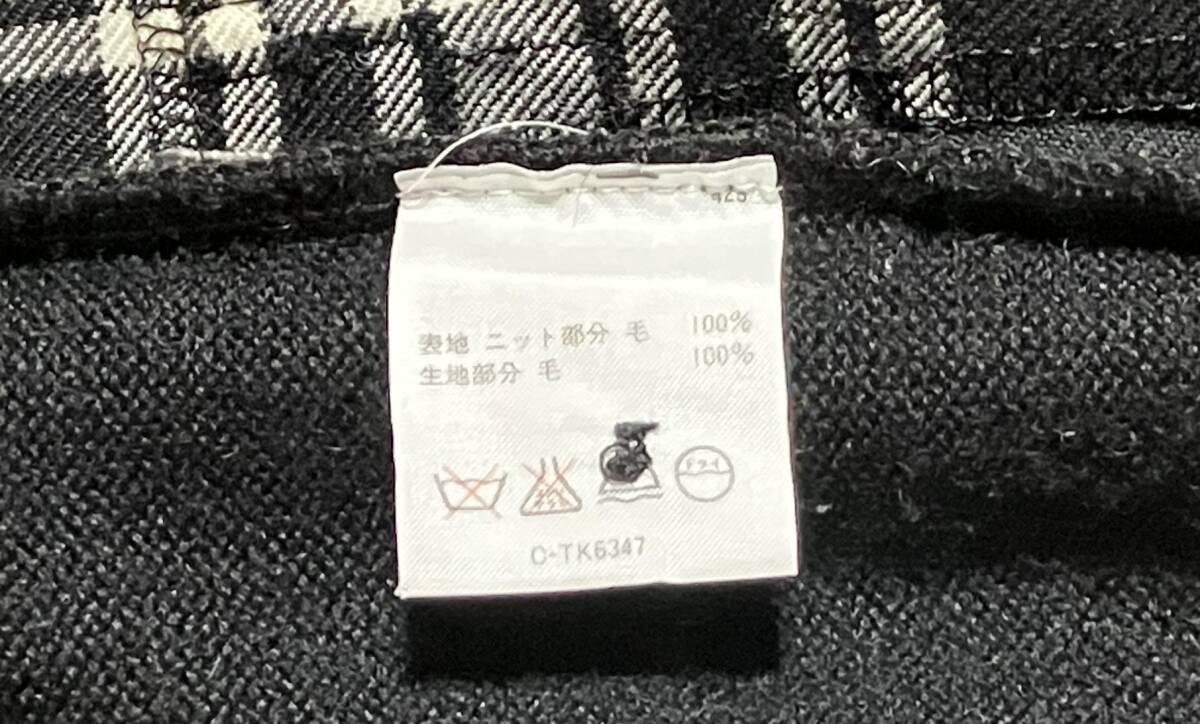 表地 ニット部分 毛 100%
生地部分 毛 100%
ドライ
C-TK6347